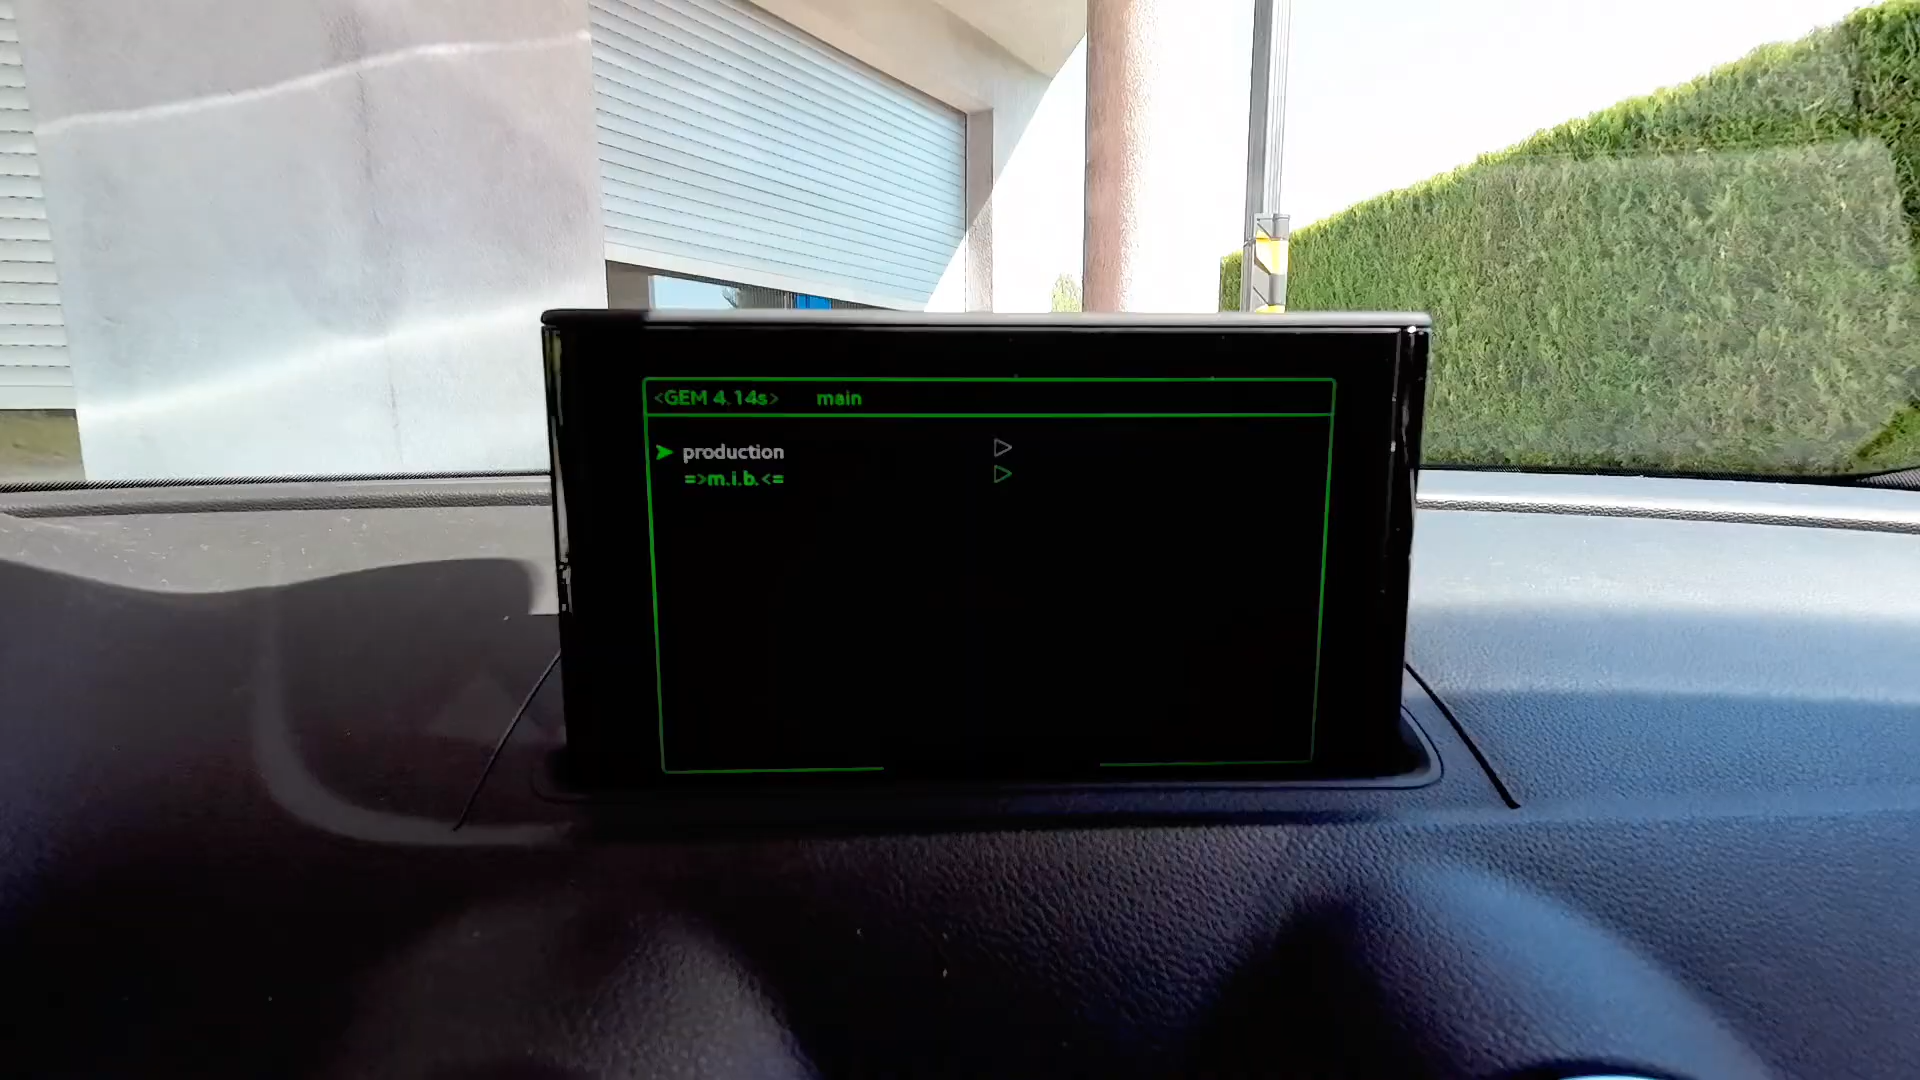 <GEM 4.14s> main
production
=>m.i.b.<=